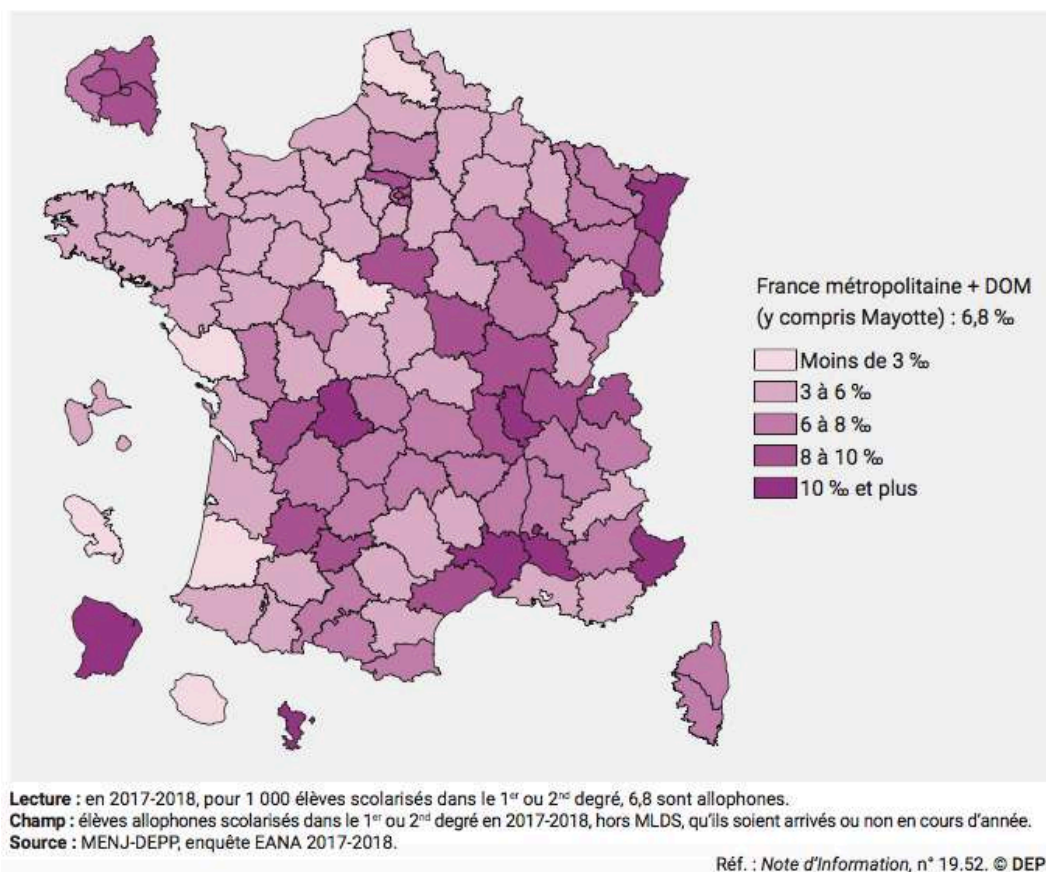 France métropolitaine + DOM
(y compris Mayotte) : 6,8 ‰
Moins de 3 ‰
3 à 6 ‰
6 à 8 ‰
8 à 10 ‰
10 ‰ et plus
Lecture : en 2017-2018, pour 1 000 élèves scolarisés dans le 1er ou 2nd degré, 6,8 sont allophones.
Champ : élèves allophones scolarisés dans le 1er ou 2nd degré en 2017-2018, hors MLDS, qu'ils soient arrivés ou non en cours d'année.
Source : MENJ-DEPP, enquête EANA 2017-2018.
Réf. : Note d'Information, n° 19.52. © DEP